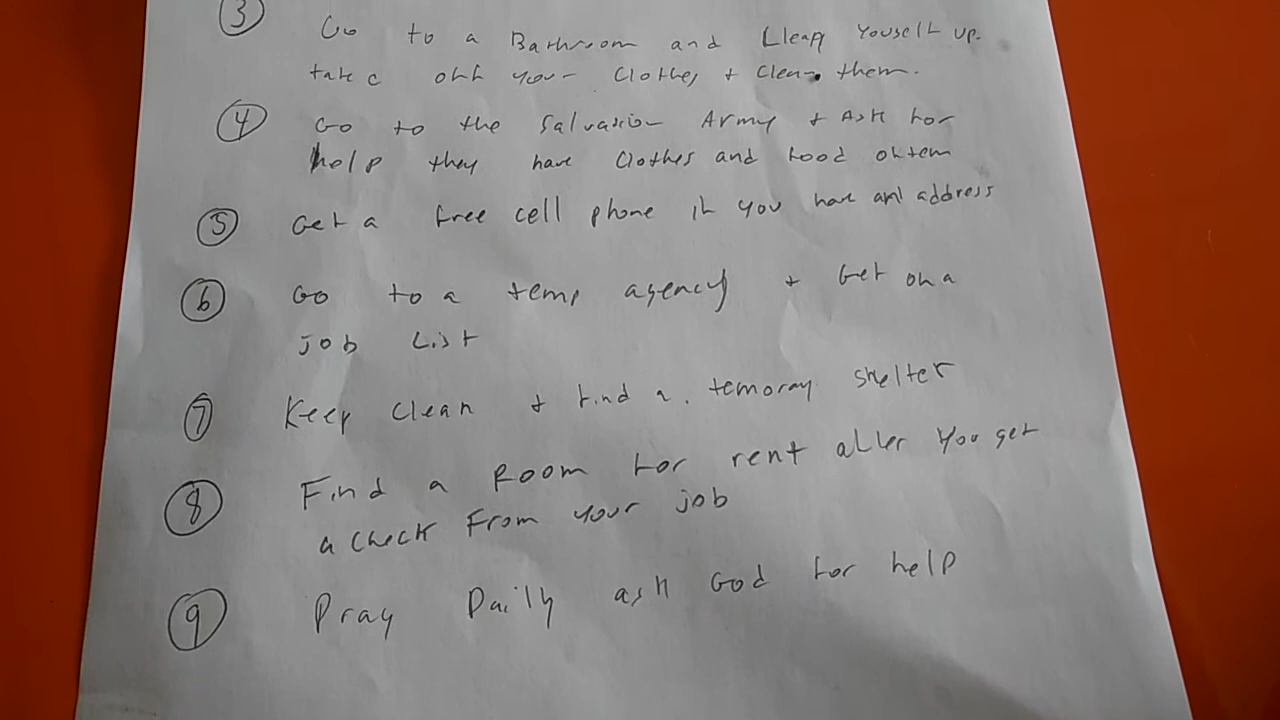 3 Go to a Bathroom and Clean youself up.
take off your Clothes + Clean them.
4 Go to the Salvasion Army + Ask for
help they have Clothes and food oftem
5 Get a free cell phone if you have an address
6 Go to a temp agency + Get on a
job List
7 Keep Clean + find a. temoray shelter
8 Find a Room for rent after you get
a Check From your job
9 Pray Daily ask God for help